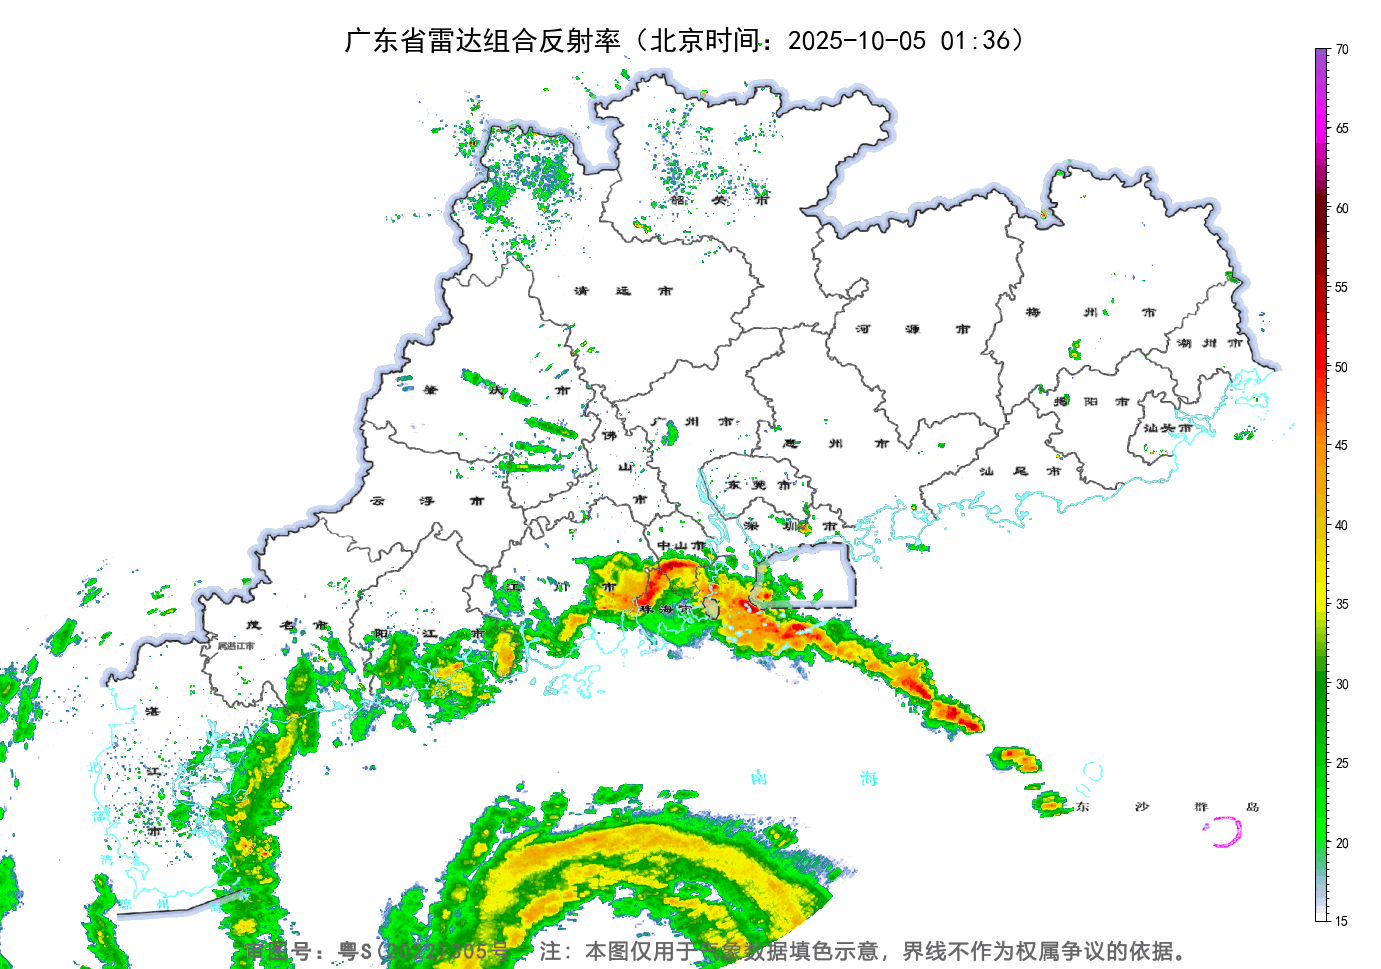 广东省雷达组合反射率（北京时间：2025-10-05 01:36）
70
65
60
55
50
45
40
35
30
25
20
15
韶关市
清远市
河源市
梅州市
潮州市
肇庆市
广州市
佛山市
惠州市
揭阳市
汕头市
汕尾市
云浮市
东莞市
深圳市
中山市
江门市
珠海市
茂名市
阳江市
属湛江市
湛江市
南海
东沙群岛
琼州
审图号：粤S(2022)005号 注：本图仅用于气象数据填色示意，界线不作为权属争议的依据。